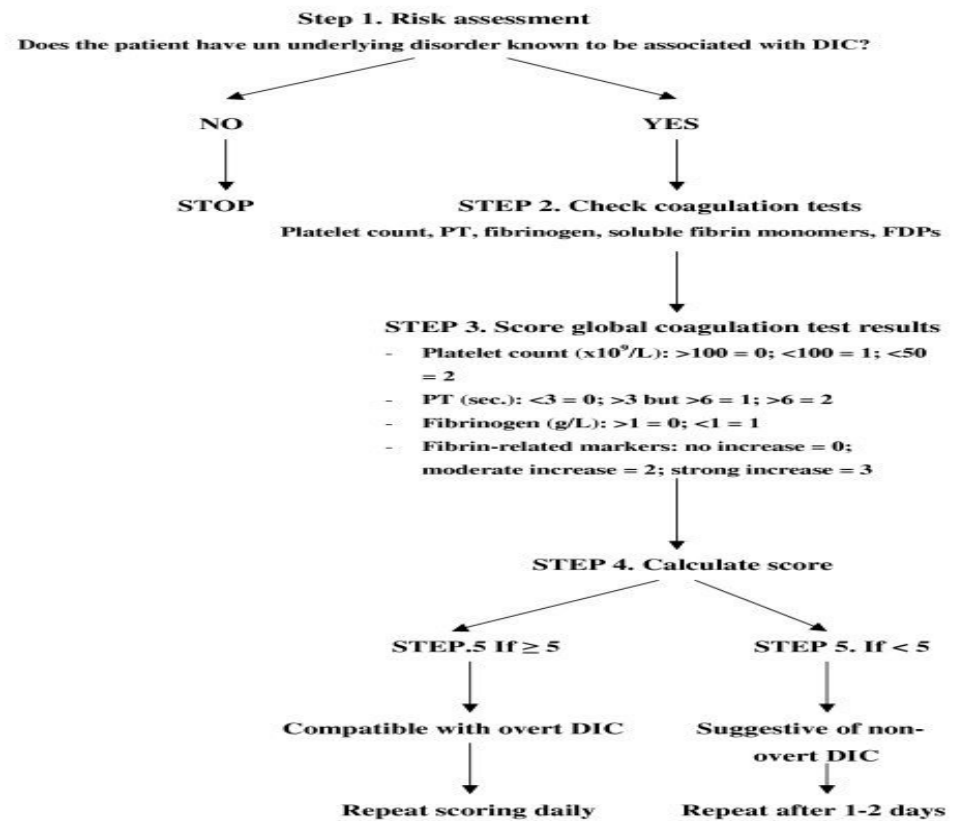 Step 1. Risk assessment
Does the patient have un underlying disorder known to be associated with DIC?
NO
YES
STOP
STEP 2. Check coagulation tests
Platelet count, PT, fibrinogen, soluble fibrin monomers, FDPs
STEP 3. Score global coagulation test results
- Platelet count (x10⁹/L): >100 = 0; <100 = 1; <50
= 2
- PT (sec.): <3 = 0; >3 but >6 = 1; >6 = 2
- Fibrinogen (g/L): >1 = 0; <1 = 1
- Fibrin-related markers: no increase = 0;
moderate increase = 2; strong increase = 3
STEP 4. Calculate score
STEP.5 If ≥ 5
STEP 5. If < 5
Compatible with overt DIC
Suggestive of non-
overt DIC
Repeat scoring daily
Repeat after 1-2 days